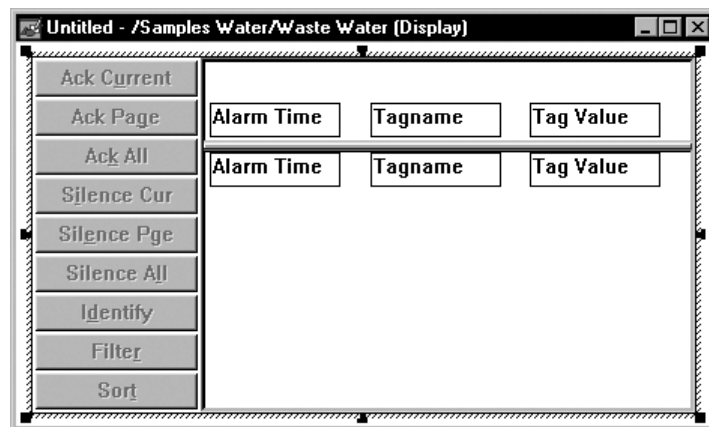 Untitled - /Samples Water/Waste Water (Display)
Ack Current
Ack Page
Ack All
Silence Cur
Silence Pge
Silence All
Identify
Filter
Sort
Alarm Time Tagname Tag Value
Alarm Time Tagname Tag Value